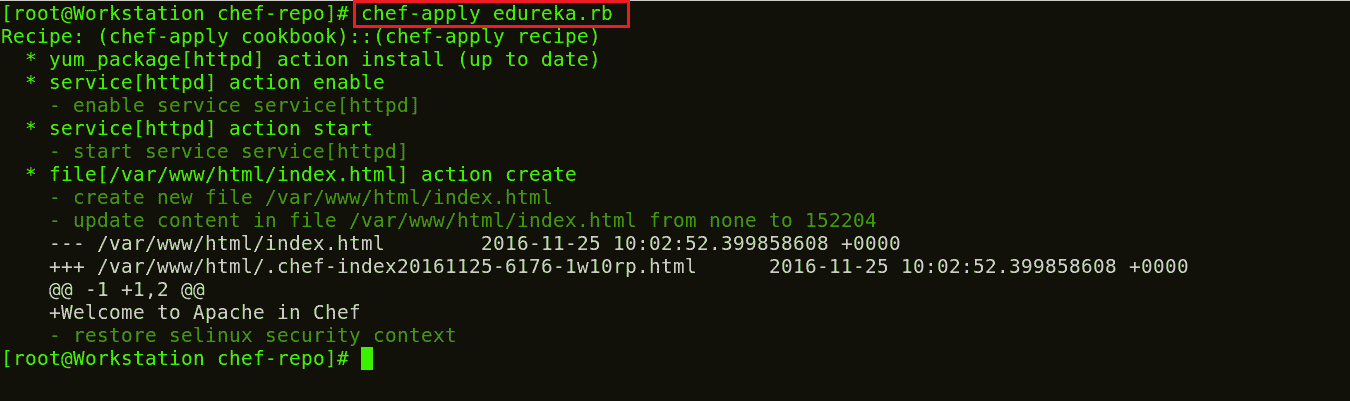 [root@Workstation chef-repo]# chef-apply edureka.rb
Recipe: (chef-apply cookbook)::(chef-apply recipe)
  * yum_package[httpd] action install (up to date)
  * service[httpd] action enable
    - enable service service[httpd]
  * service[httpd] action start
    - start service service[httpd]
  * file[/var/www/html/index.html] action create
    - create new file /var/www/html/index.html
    - update content in file /var/www/html/index.html from none to 152204
    --- /var/www/html/index.html        2016-11-25 10:02:52.399858608 +0000
    +++ /var/www/html/.chef-index20161125-6176-1w10rp.html      2016-11-25 10:02:52.399858608 +0000
    @@ -1 +1,2 @@
    +Welcome to Apache in Chef
    - restore selinux security context
[root@Workstation chef-repo]#